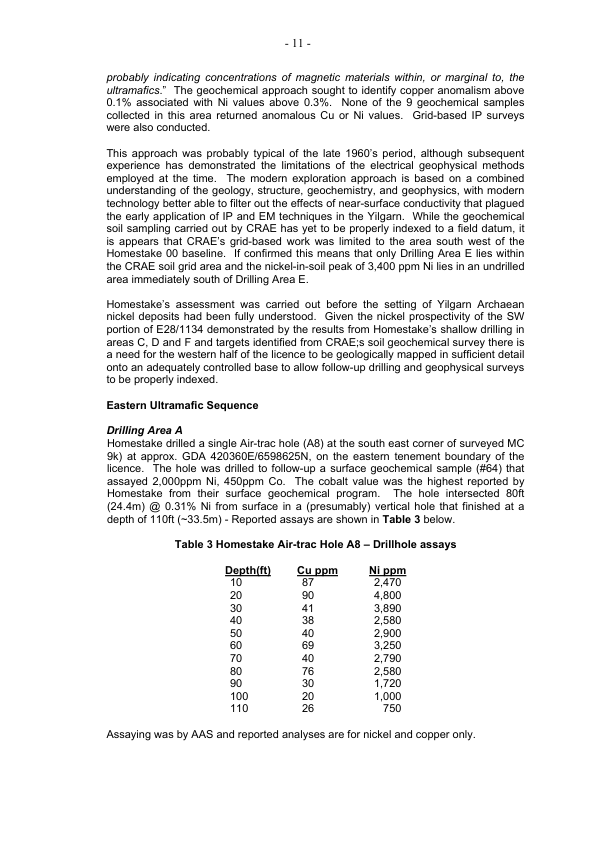 - 11 -
probably indicating concentrations of magnetic materials within, or marginal to, the
ultramafics." The geochemical approach sought to identify copper anomalism above
0.1% associated with Ni values above 0.3%. None of the 9 geochemical samples
collected in this area returned anomalous Cu or Ni values. Grid-based IP surveys
were also conducted.
This approach was probably typical of the late 1960's period, although subsequent
experience has demonstrated the limitations of the electrical geophysical methods
employed at the time. The modern exploration approach is based on a combined
understanding of the geology, structure, geochemistry, and geophysics, with modern
technology better able to filter out the effects of near-surface conductivity that plagued
the early application of IP and EM techniques in the Yilgarn. While the geochemical
soil sampling carried out by CRAE has yet to be properly indexed to a field datum, it
is appears that CRAE's grid-based work was limited to the area south west of the
Homestake 00 baseline. If confirmed this means that only Drilling Area E lies within
the CRAE soil grid area and the nickel-in-soil peak of 3,400 ppm Ni lies in an undrilled
area immediately south of Drilling Area E.
Homestake's assessment was carried out before the setting of Yilgarn Archaean
nickel deposits had been fully understood. Given the nickel prospectivity of the SW
portion of E28/1134 demonstrated by the results from Homestake's shallow drilling in
areas C, D and F and targets identified from CRAE;s soil geochemical survey there is
a need for the western half of the licence to be geologically mapped in sufficient detail
onto an adequately controlled base to allow follow-up drilling and geophysical surveys
to be properly indexed.
Eastern Ultramafic Sequence
Drilling Area A
Homestake drilled a single Air-trac hole (A8) at the south east corner of surveyed MC
9k) at approx. GDA 420360E/6598625N, on the eastern tenement boundary of the
licence. The hole was drilled to follow-up a surface geochemical sample (#64) that
assayed 2,000ppm Ni, 450ppm Co. The cobalt value was the highest reported by
Homestake from their surface geochemical program. The hole intersected 80ft
(24.4m) @ 0.31% Ni from surface in a (presumably) vertical hole that finished at a
depth of 110ft (~33.5m) - Reported assays are shown in Table 3 below.
Table 3 Homestake Air-trac Hole A8 – Drillhole assays
Depth(ft) Cu ppm Ni ppm
10 87 2,470
20 90 4,800
30 41 3,890
40 38 2,580
50 40 2,900
60 69 3,250
70 40 2,790
80 76 2,580
90 30 1,720
100 20 1,000
110 26 750
Assaying was by AAS and reported analyses are for nickel and copper only.